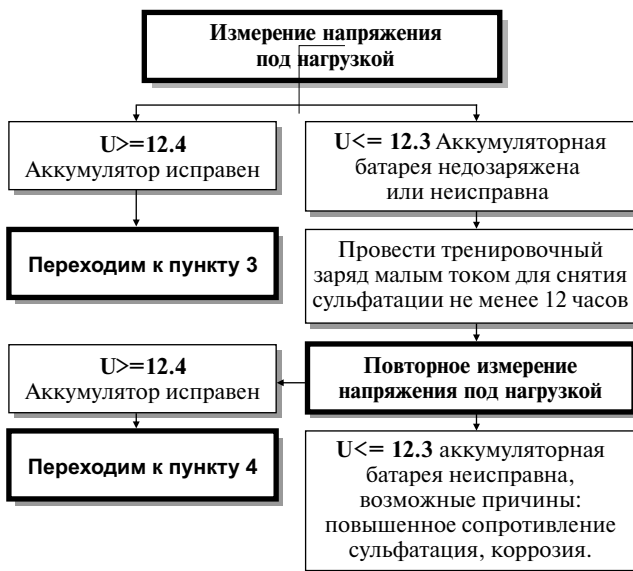 Измерение напряжения
под нагрузкой
U>=12.4
Аккумулятор исправен
U<= 12.3 Аккумуляторная
батарея недозаряжена
или неисправна
Переходим к пункту 3
Провести тренировочный
заряд малым током для снятия
сульфатации не менее 12 часов
U>=12.4
Аккумулятор исправен
Повторное измерение
напряжения под нагрузкой
Переходим к пункту 4
U<= 12.3 аккумуляторная
батарея неисправна,
возможные причины:
повышенное сопротивление
сульфатация, коррозия.